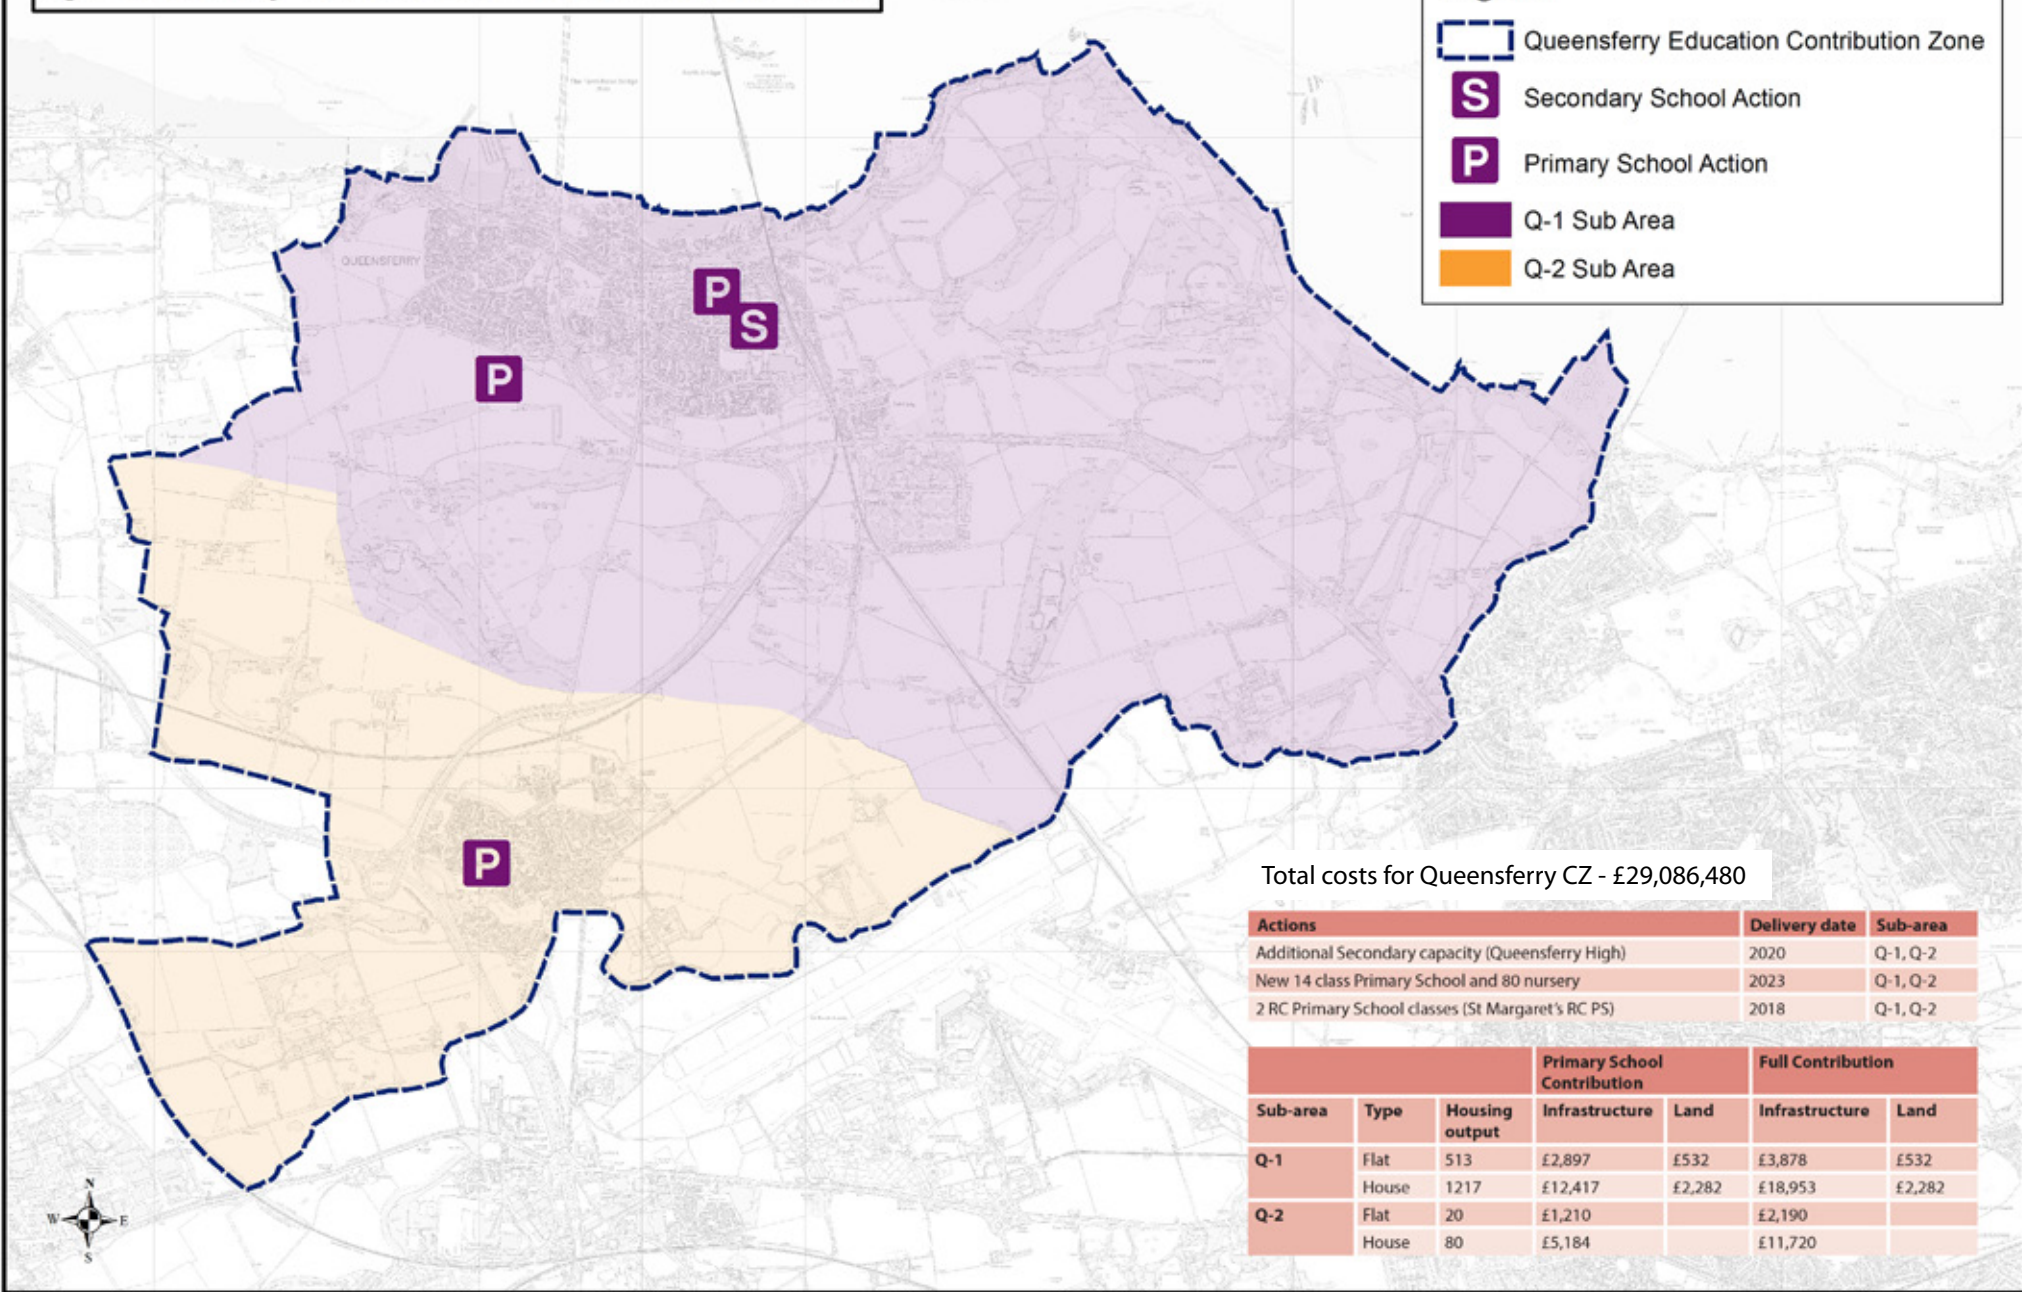 Queensferry Education Contribution Zone
S Secondary School Action
P Primary School Action
Q-1 Sub Area
Q-2 Sub Area
QUEENSFERRY
P
S
P
P
N
W E
S
Total costs for Queensferry CZ - £29,086,480
Actions Delivery date Sub-area
Additional Secondary capacity (Queensferry High) 2020 Q-1, Q-2
New 14 class Primary School and 80 nursery 2023 Q-1, Q-2
2 RC Primary School classes (St Margaret's RC PS) 2018 Q-1, Q-2
Primary School Full Contribution
Contribution
Sub-area Type Housing Infrastructure Land Infrastructure Land
output
Q-1 Flat 513 £2,897 £532 £3,878 £532
House 1217 £12,417 £2,282 £18,953 £2,282
Q-2 Flat 20 £1,210 £2,190
House 80 £5,184 £11,720